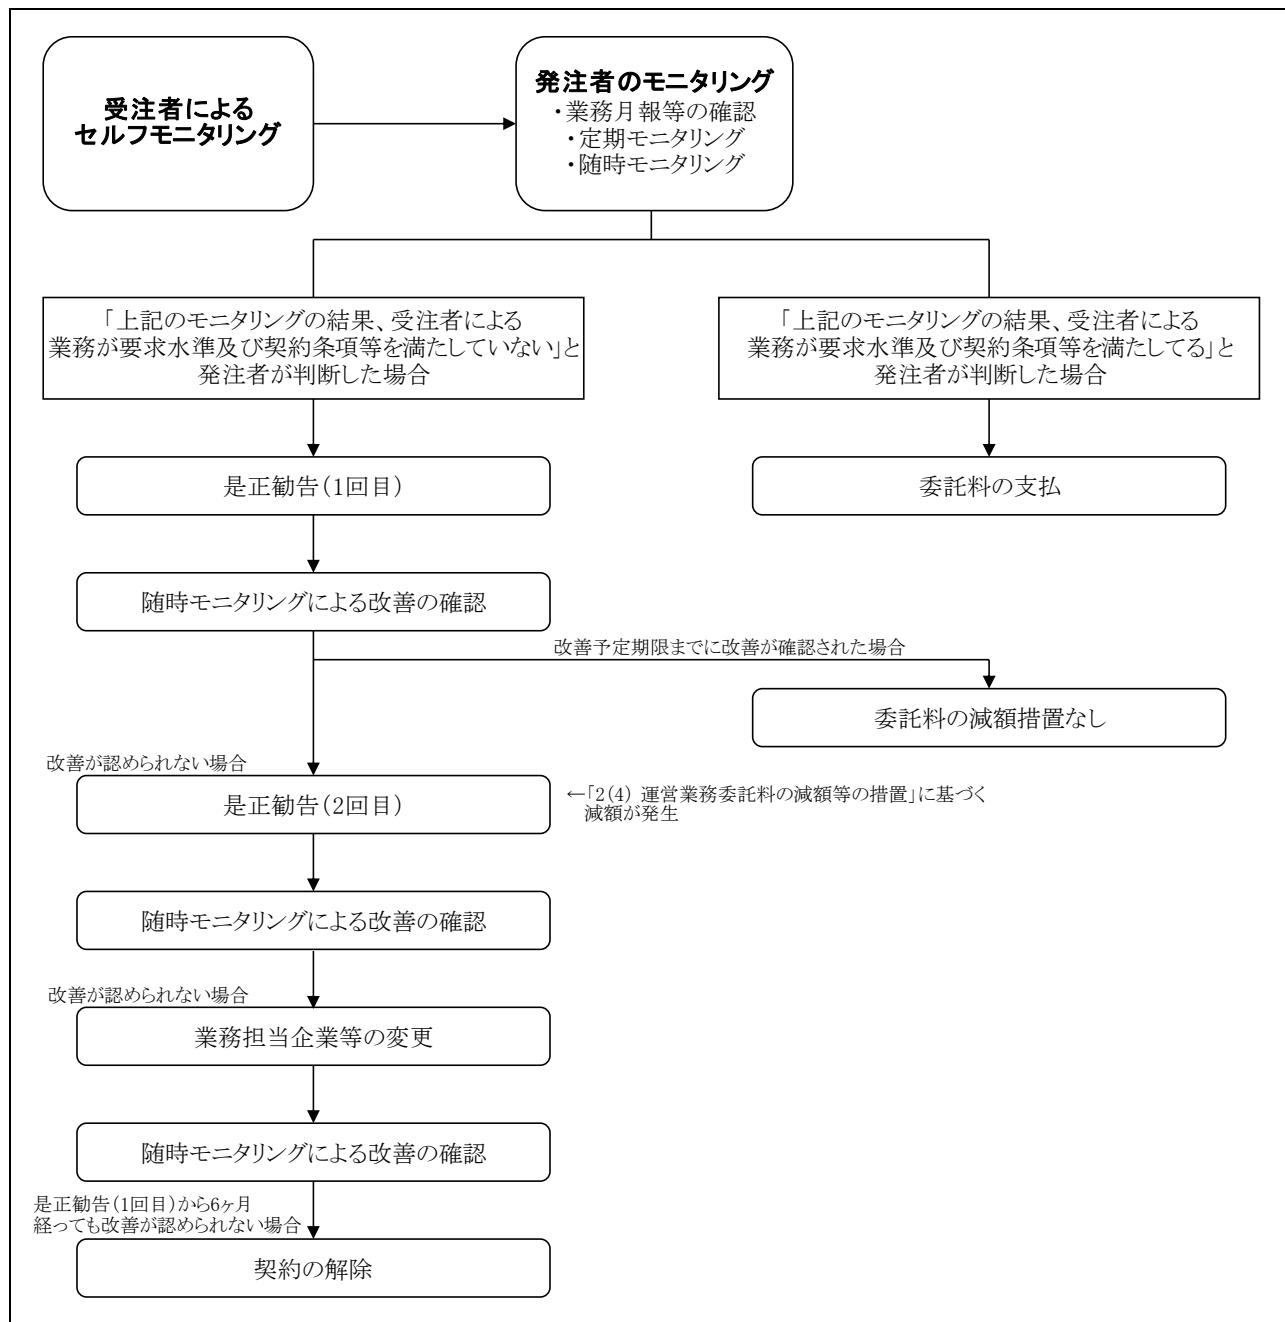 受注者による
セルフモニタリング
発注者のモニタリング
・業務月報等の確認
・定期モニタリング
・随時モニタリング
「上記のモニタリングの結果、受注者による
業務が要求水準及び契約条項等を満たしていない」と
発注者が判断した場合
「上記のモニタリングの結果、受注者による
業務が要求水準及び契約条項等を満たしてる」と
発注者が判断した場合
是正勧告(1回目)
委託料の支払
随時モニタリングによる改善の確認
改善予定期限までに改善が確認された場合
委託料の減額措置なし
改善が認められない場合
是正勧告(2回目)
←「2(4) 運営業務委託料の減額等の措置」に基づく
減額が発生
随時モニタリングによる改善の確認
改善が認められない場合
業務担当企業等の変更
随時モニタリングによる改善の確認
是正勧告(1回目)から6ヶ月
経っても改善が認められない場合
契約の解除